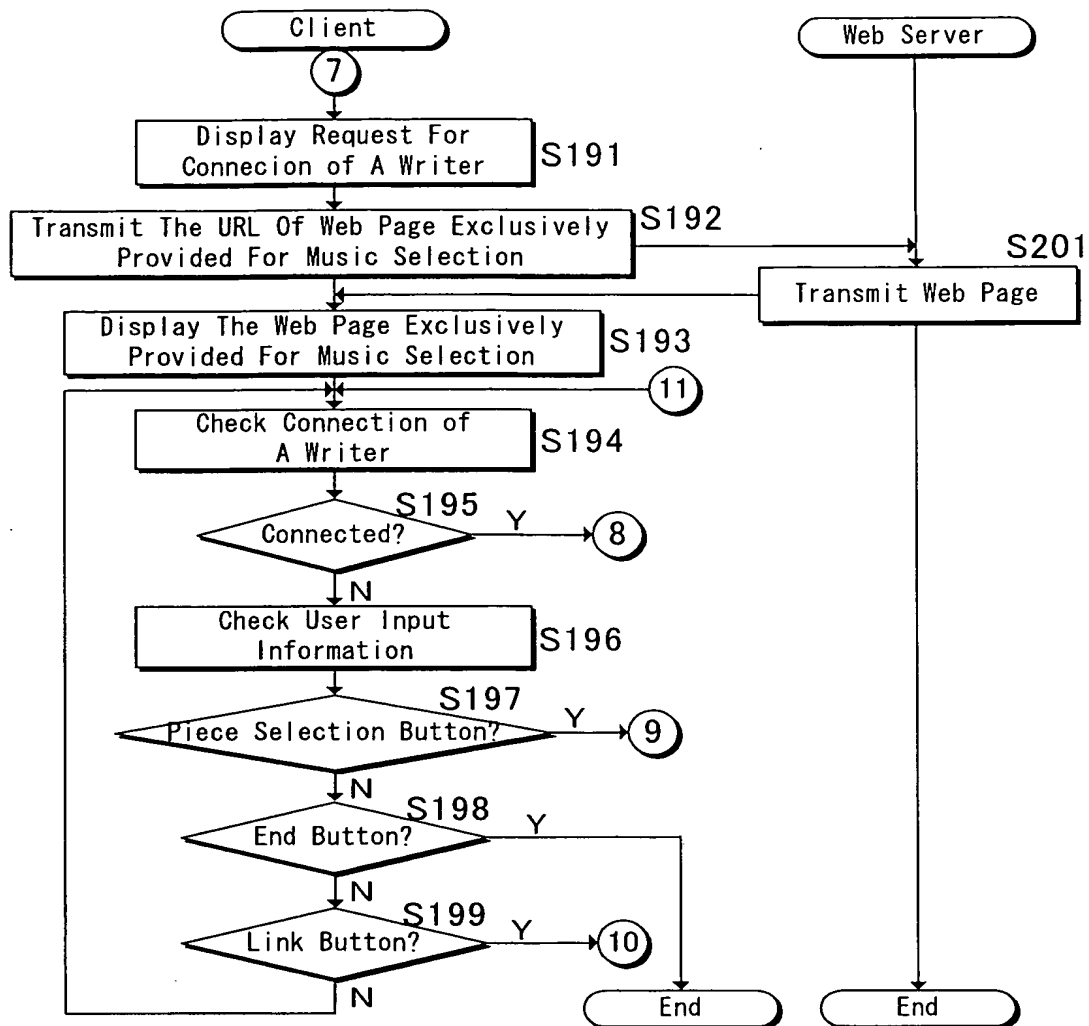 Client
Web Server
7
Display Request For
Connecion of A Writer
S191
Transmit The URL Of Web Page Exclusively
Provided For Music Selection
S192
S201
Transmit Web Page
Display The Web Page Exclusively
Provided For Music Selection
S193
11
Check Connection of
A Writer
S194
S195
Connected?
Y
8
N
Check User Input
Information
S196
S197
Piece Selection Button?
Y
9
N
S198
End Button?
Y
N
S199
Link Button?
Y
10
N
End
End